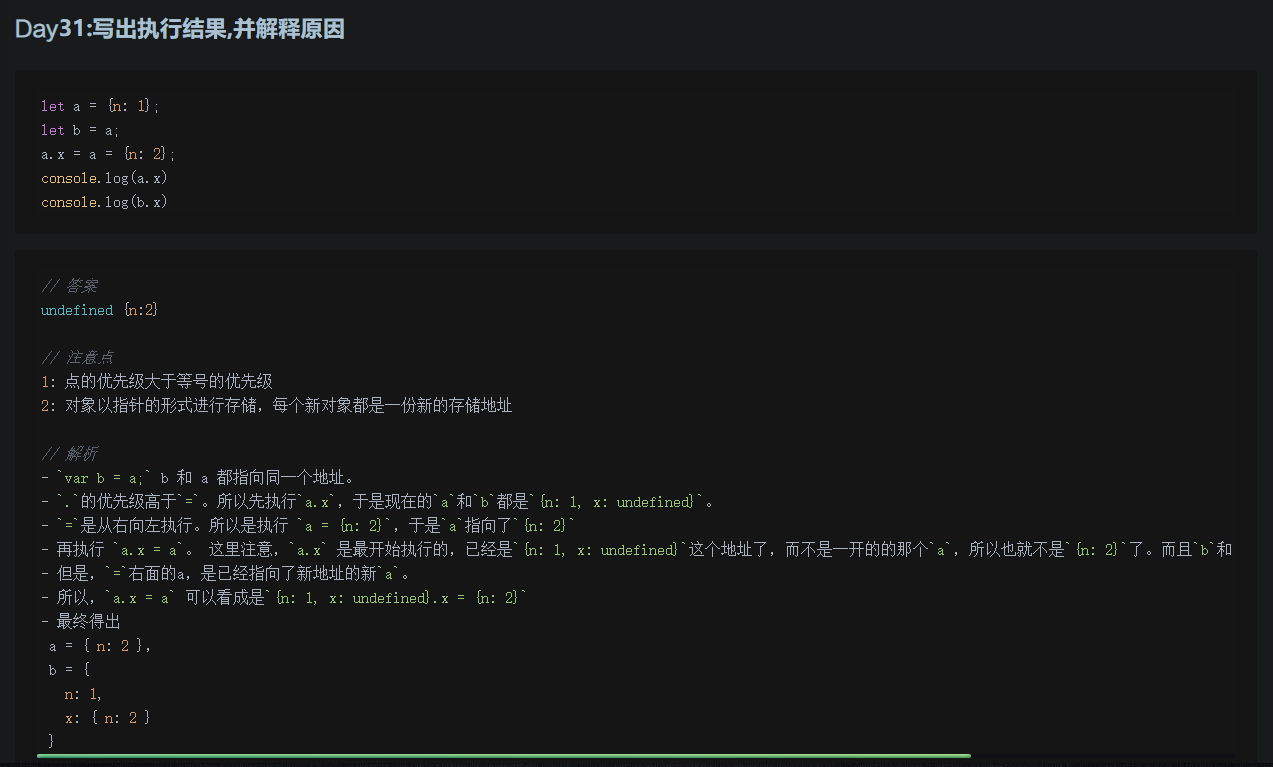 Day31:写出执行结果,并解释原因
let a = {n: 1};
let b = a;
a.x = a = {n: 2};
console.log(a.x)
console.log(b.x)
// 答案
undefined {n:2}
// 注意点
1: 点的优先级大于等号的优先级
2: 对象以指针的形式进行存储，每个新对象都是一份新的存储地址
// 解析
- `var b = a;` b 和 a 都指向同一个地址。
- `.`的优先级高于`=`。所以先执行`a.x`，于是现在的`a`和`b`都是`{n: 1, x: undefined}`。
- `=`是从右向左执行。所以是执行 `a = {n: 2}`，于是`a`指向了`{n: 2}`
- 再执行 `a.x = a`。 这里注意，`a.x` 是最开始执行的，已经是`{n: 1, x: undefined}`这个地址了，而不是一开的的那个`a`，所以也就不是`{n: 2}`了。而且`b`和
- 但是，`=`右面的a，是已经指向了新地址的新`a`。
- 所以，`a.x = a` 可以看成是`{n: 1, x: undefined}.x = {n: 2}`
- 最终得出
a = { n: 2 }，
b = {
n: 1,
x: { n: 2 }
}